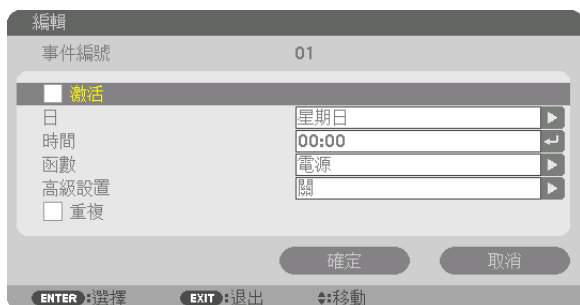 編輯
事件編號 01
激活
日 星期日
時間 00:00
函數 電源
高級設置 關
重複
確定 取消
ENTER:選擇 EXIT:退出 :移動